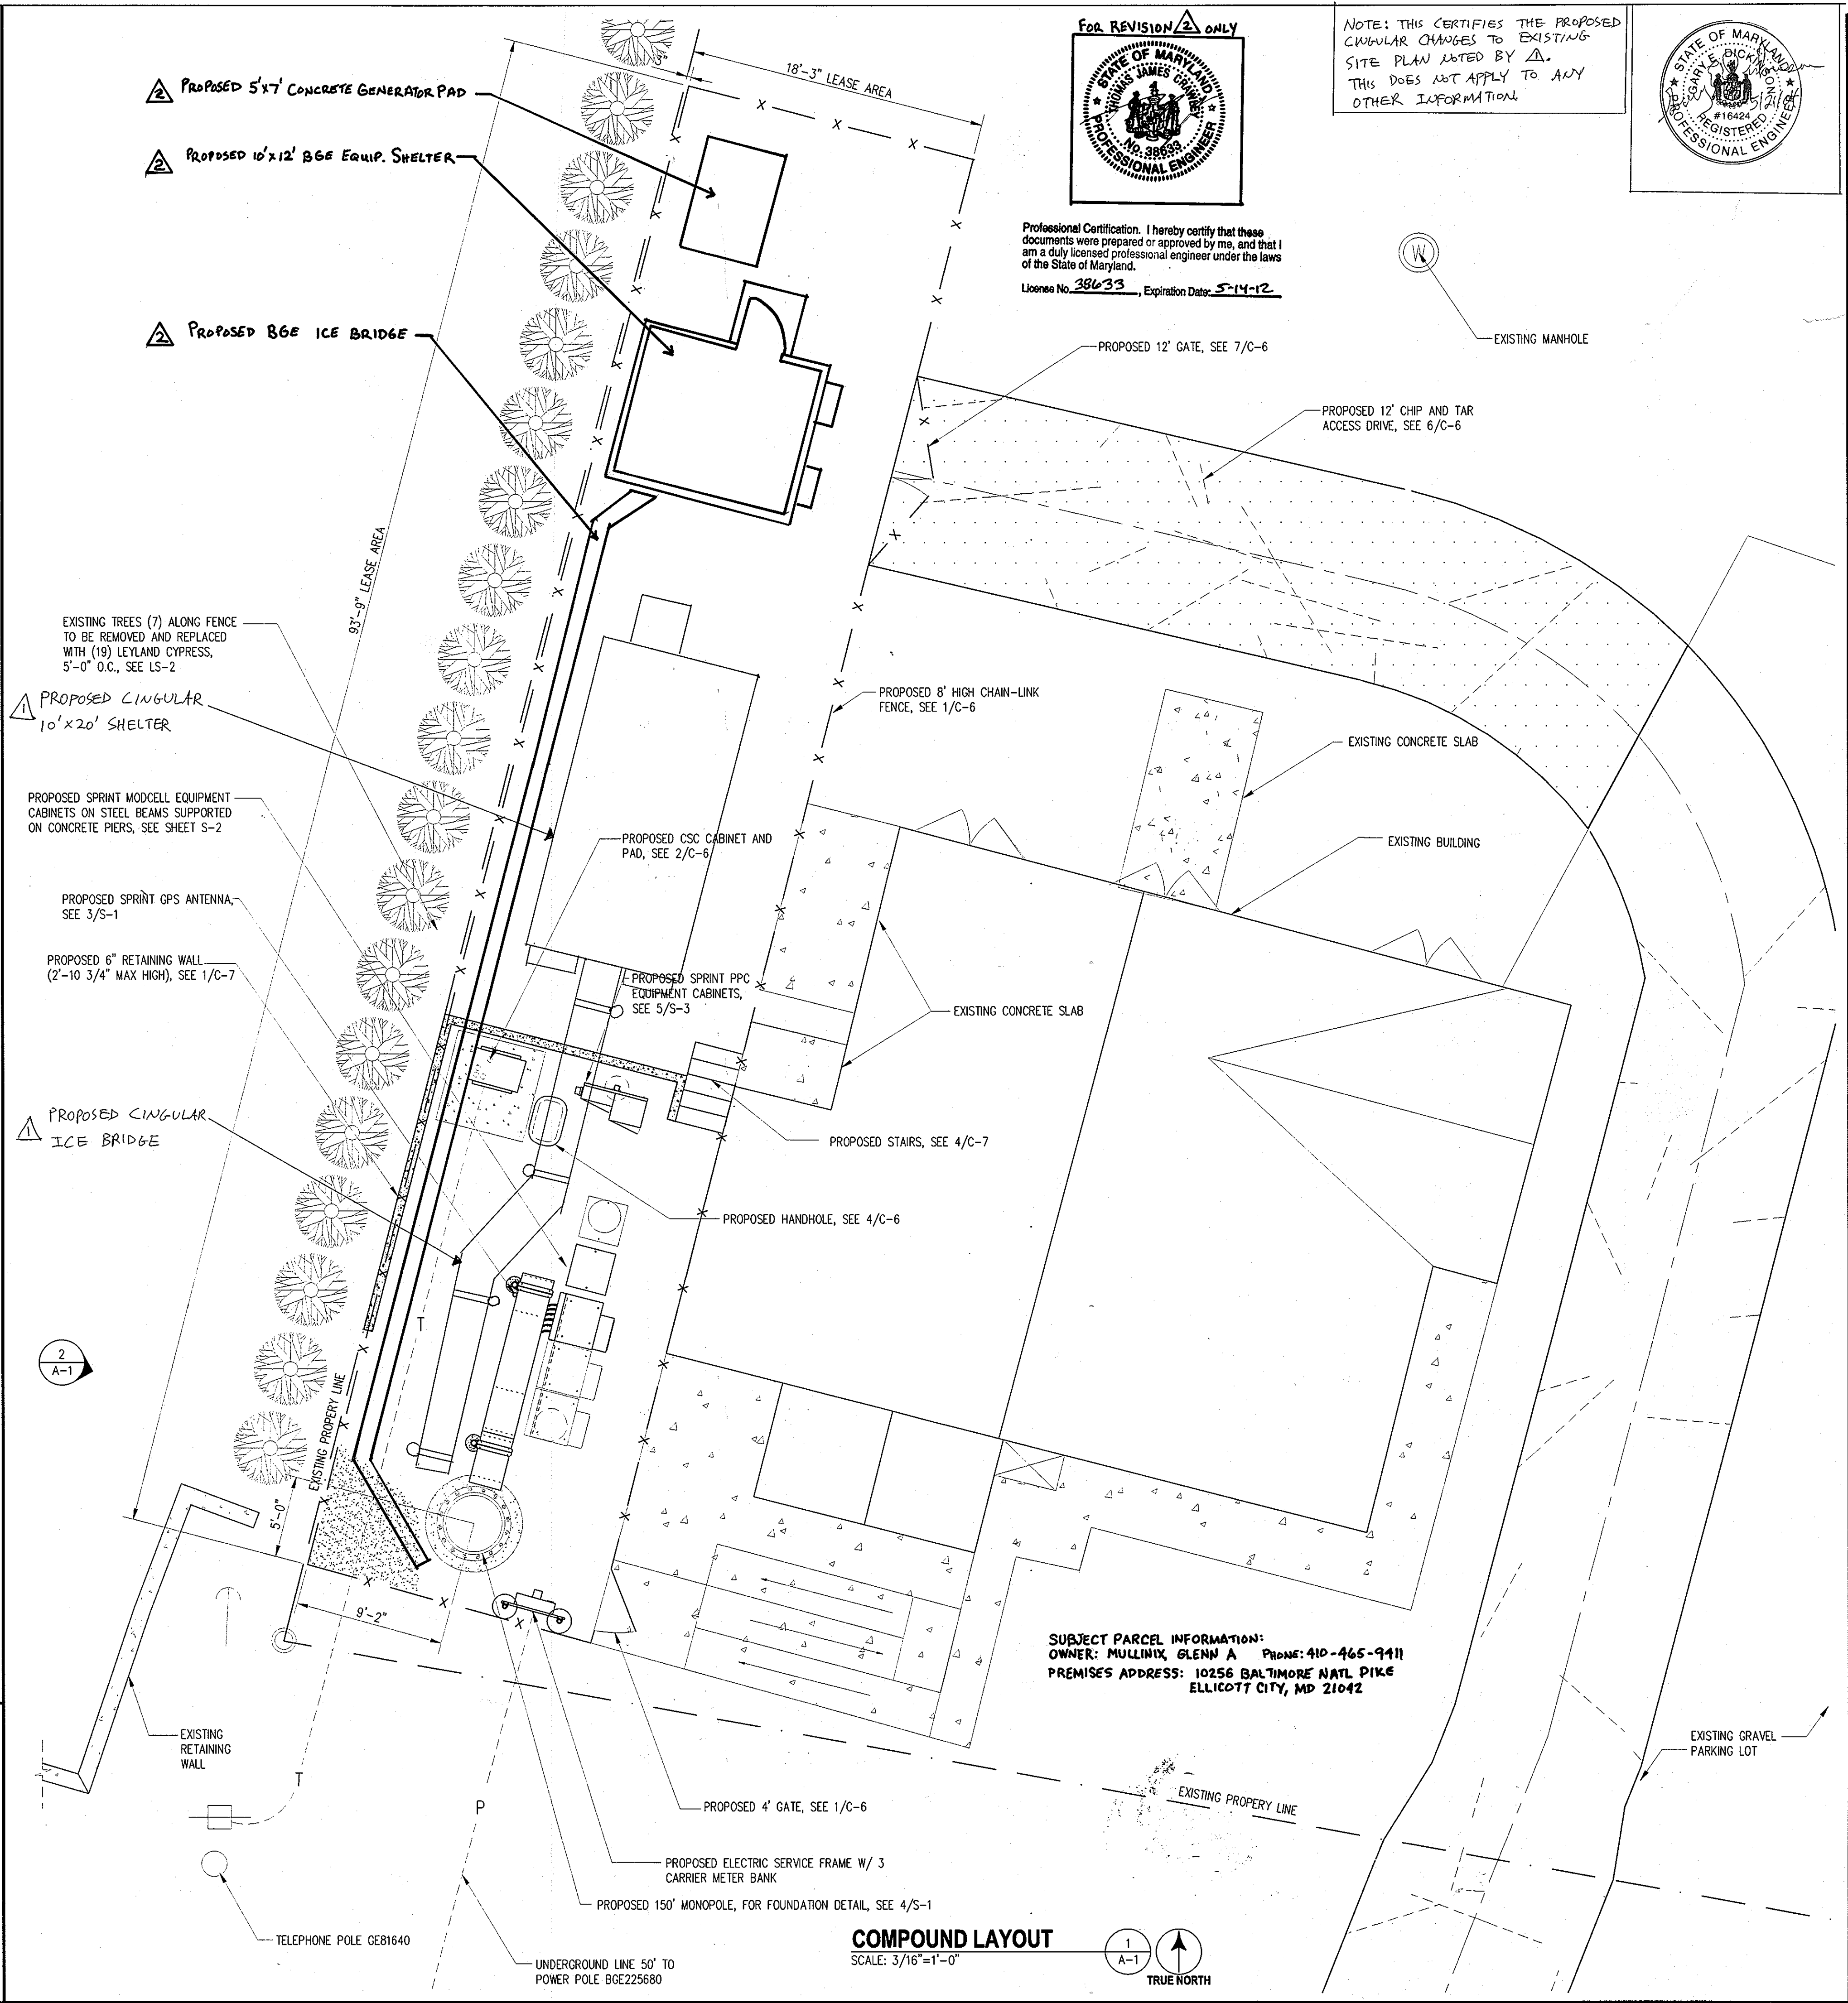 FOR REVISION 2 ONLY
STATE OF MARYLAND
THOMAS JAMES CRAWLEY
No. 38633
PROFESSIONAL ENGINEER
Professional Certification. I hereby certify that these
documents were prepared or approved by me, and that I
am a duly licensed professional engineer under the laws
of the State of Maryland.
License No. 38633, Expiration Date: 5-14-12
NOTE: THIS CERTIFIES THE PROPOSED
CINGULAR CHANGES TO EXISTING
SITE PLAN NOTED BY 1.
THIS DOES NOT APPLY TO ANY
OTHER INFORMATION.
STATE OF MARYLAND
GARY E. DICKINSON
#16424
REGISTERED
PROFESSIONAL ENGINEER
3"
18'-3" LEASE AREA
2 PROPOSED 5'x7' CONCRETE GENERATOR PAD
2 PROPOSED 10'x12' BGE EQUIP. SHELTER
2 PROPOSED BGE ICE BRIDGE
W
EXISTING MANHOLE
PROPOSED 12' GATE, SEE 7/C-6
PROPOSED 12' CHIP AND TAR
ACCESS DRIVE, SEE 6/C-6
93'-9" LEASE AREA
EXISTING TREES (7) ALONG FENCE
TO BE REMOVED AND REPLACED
WITH (19) LEYLAND CYPRESS,
5'-0" O.C., SEE LS-2
1 PROPOSED CINGULAR
10'x20' SHELTER
PROPOSED 8' HIGH CHAIN-LINK
FENCE, SEE 1/C-6
EXISTING CONCRETE SLAB
PROPOSED SPRINT MODCELL EQUIPMENT
CABINETS ON STEEL BEAMS SUPPORTED
ON CONCRETE PIERS, SEE SHEET S-2
PROPOSED CSC CABINET AND
PAD, SEE 2/C-6
EXISTING BUILDING
PROPOSED SPRINT GPS ANTENNA,
SEE 3/S-1
PROPOSED 6" RETAINING WALL
(2'-10 3/4" MAX HIGH), SEE 1/C-7
PROPOSED SPRINT PPC
EQUIPMENT CABINETS,
SEE 5/S-3
EXISTING CONCRETE SLAB
1 PROPOSED CINGULAR
ICE BRIDGE
PROPOSED STAIRS, SEE 4/C-7
PROPOSED HANDHOLE, SEE 4/C-6
T
2
A-1
EXISTING PROPERY LINE
5'-0"
9'-2"
SUBJECT PARCEL INFORMATION:
OWNER: MULLINIX, GLENN A PHONE: 410-465-9411
PREMISES ADDRESS: 10256 BALTIMORE NATL PIKE
ELLICOTT CITY, MD 21042
EXISTING
RETAINING
WALL
EXISTING GRAVEL
PARKING LOT
T
P
EXISTING PROPERY LINE
PROPOSED 4' GATE, SEE 1/C-6
PROPOSED ELECTRIC SERVICE FRAME W/ 3
CARRIER METER BANK
PROPOSED 150' MONOPOLE, FOR FOUNDATION DETAIL, SEE 4/S-1
TELEPHONE POLE GE81640
UNDERGROUND LINE 50' TO
POWER POLE BGE225680
COMPOUND LAYOUT
SCALE: 3/16"=1'-0"
1
A-1
TRUE NORTH